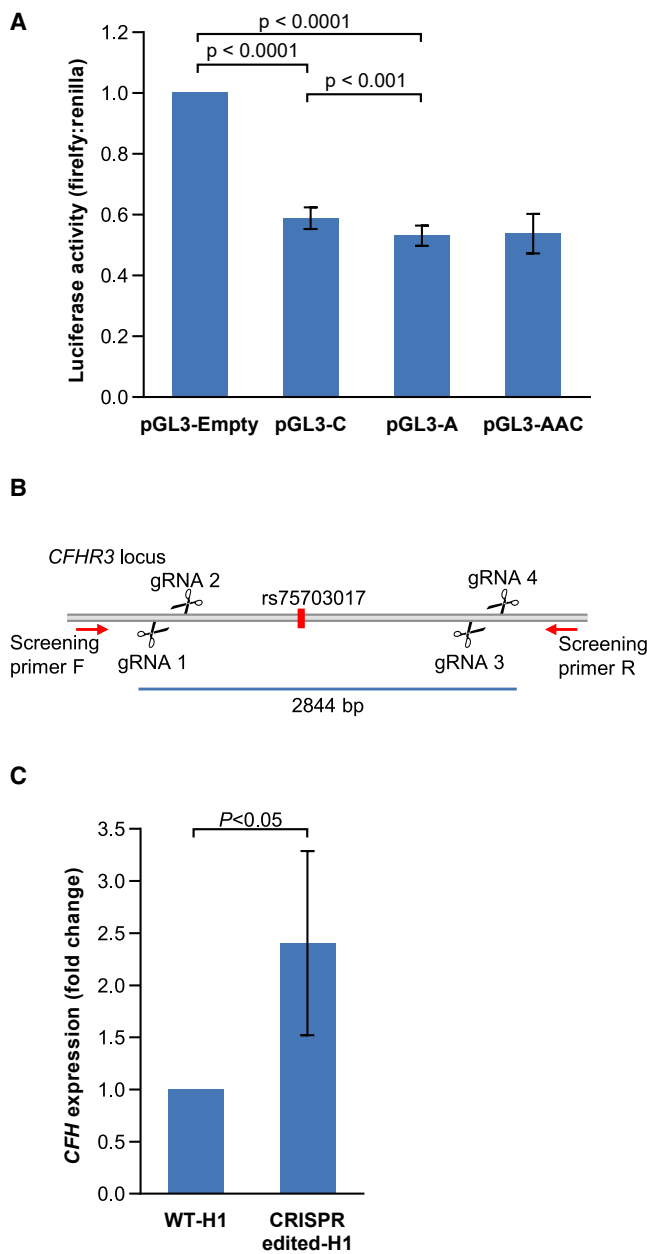 A
Luciferase activity (firelfy:renilla)
1.2
1.0
0.8
0.6
0.4
0.2
0.0
p < 0.0001
p < 0.0001
p < 0.001
pGL3-Empty
pGL3-C
pGL3-A
pGL3-AAC
B
CFHR3 locus
gRNA 2
rs75703017
gRNA 4
Screening
primer F
gRNA 1
gRNA 3
Screening
primer R
2844 bp
C
CFH expression (fold change)
3.5
3.0
2.5
2.0
1.5
1.0
0.5
0.0
P<0.05
WT-H1
CRISPR
edited-H1